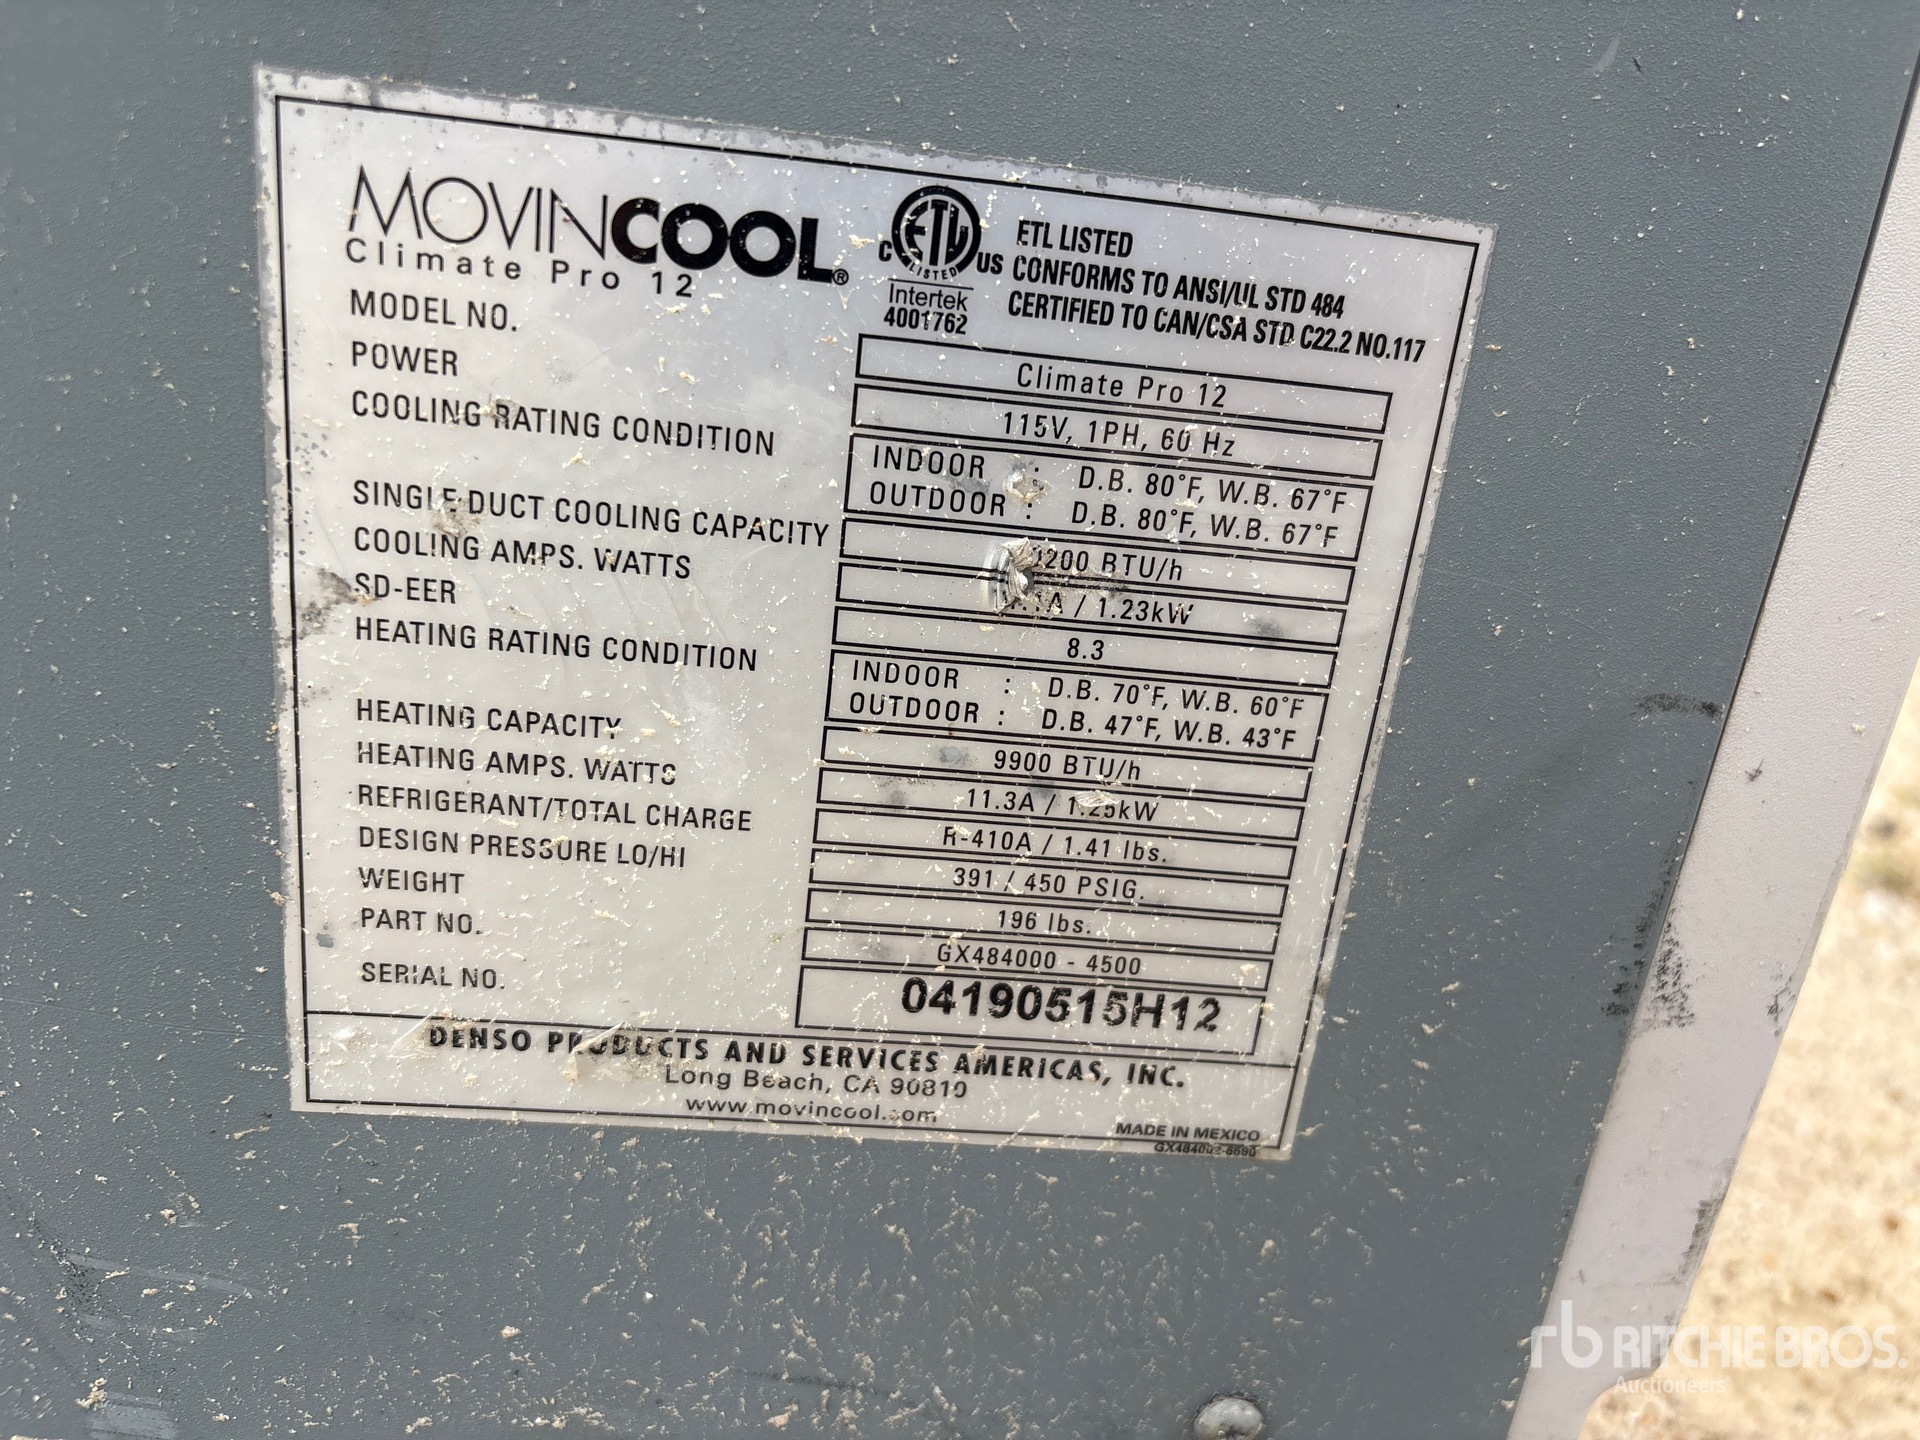 MOVINCOOL®
Climate Pro 12
C ETL US
LISTED
Intertek
4001762
ETL LISTED
CONFORMS TO ANSI/UL STD 484
CERTIFIED TO CAN/CSA STD C22.2 NO.117
MODEL NO. Climate Pro 12
POWER 115V, 1PH, 60 Hz
COOLING RATING CONDITION INDOOR : D.B. 80°F, W.B. 67°F
OUTDOOR : D.B. 80°F, W.B. 67°F
SINGLE DUCT COOLING CAPACITY BTU/h
COOLING AMPS. WATTS / 1.23kW
SD-EER 8.3
HEATING RATING CONDITION INDOOR : D.B. 70°F, W.B. 60°F
OUTDOOR : D.B. 47°F, W.B. 43°F
HEATING CAPACITY 9900 BTU/h
HEATING AMPS. WATTS 11.3A / 1.25kW
REFRIGERANT/TOTAL CHARGE R-410A / 1.41 lbs.
DESIGN PRESSURE LO/HI 391 / 450 PSIG.
WEIGHT 196 lbs.
PART NO. GX484000 - 4500
SERIAL NO. 04190515H12
DENSO PRODUCTS AND SERVICES AMERICAS, INC.
Long Beach, CA 90810
www.movincool.com
MADE IN MEXICO
rb RITCHIE BROS.
Auctioneers